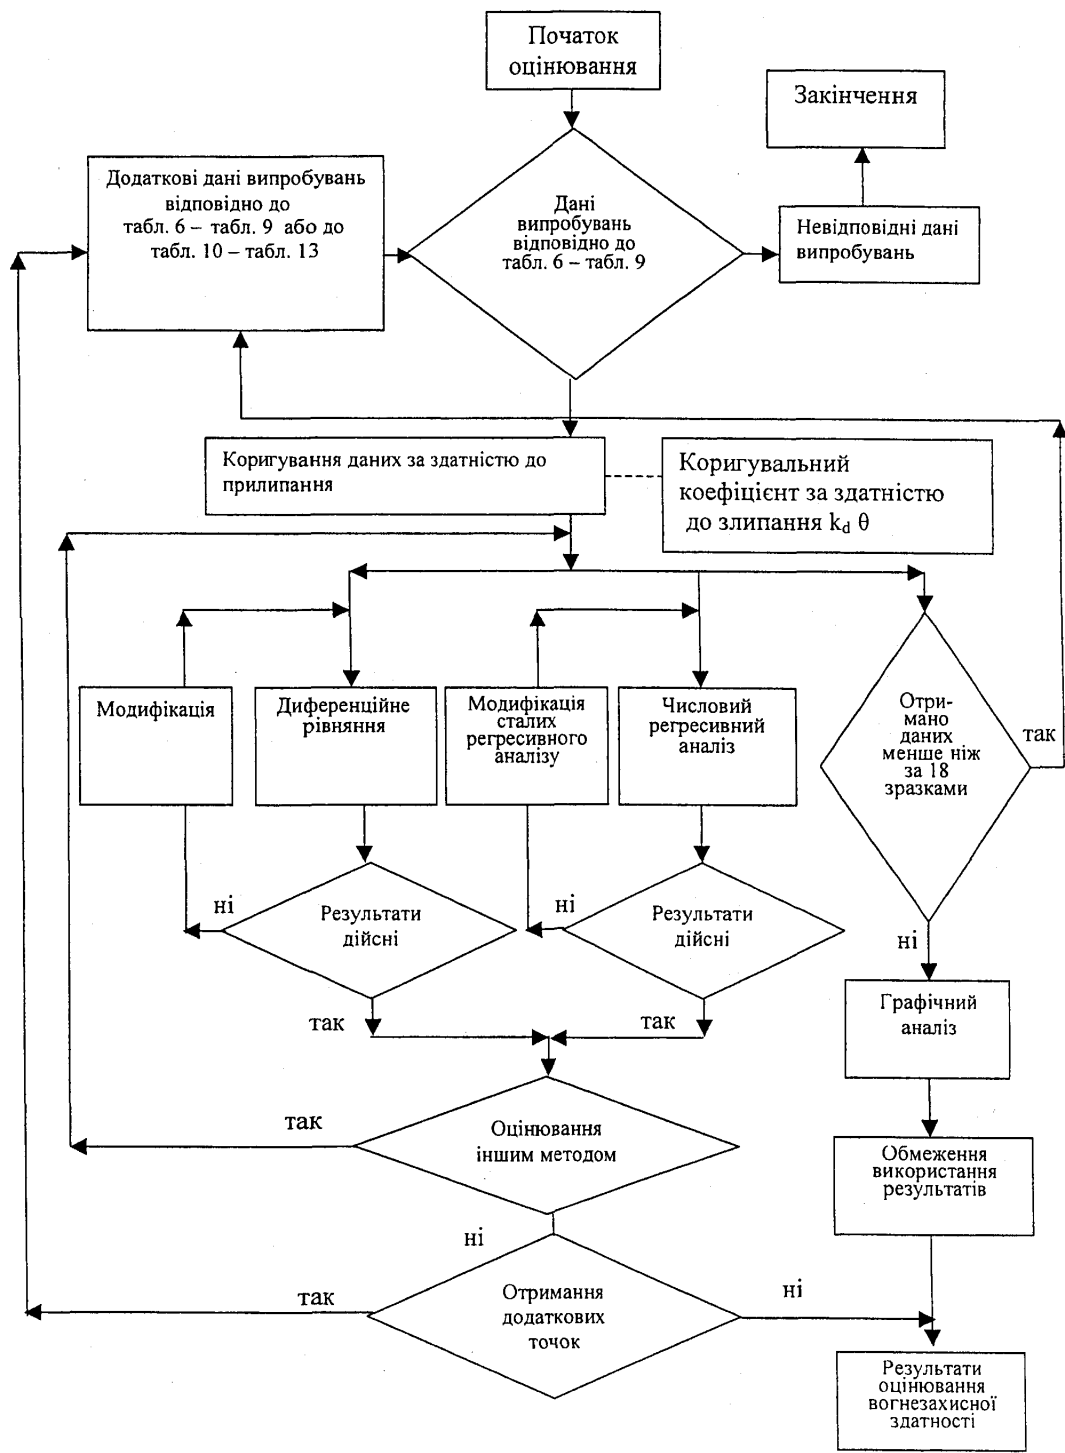 Початок
оцінювання
Закінчення
Додаткові дані випробувань
відповідно до
табл. 6 – табл. 9 або до
табл. 10 – табл. 13
Дані
випробувань
відповідно до
табл. 6 – табл. 9
Невідповідні дані
випробувань
Коригування даних за здатністю до
прилипання
Коригувальний
коефіцієнт за здатністю
до злипання k_d θ
Модифікація
Диференційне
рівняння
Модифікація
сталих
регресивного
аналізу
Числовий
регресивний
аналіз
Отри-
мано
даних
менше ніж
за 18
зразками
так
ні
Результати
дійсні
ні
Результати
дійсні
ні
Графічний
аналіз
так
так
так
Оцінювання
іншим методом
Обмеження
використання
результатів
ні
так
Отримання
додаткових
точок
ні
Результати
оцінювання
вогнезахисної
здатності